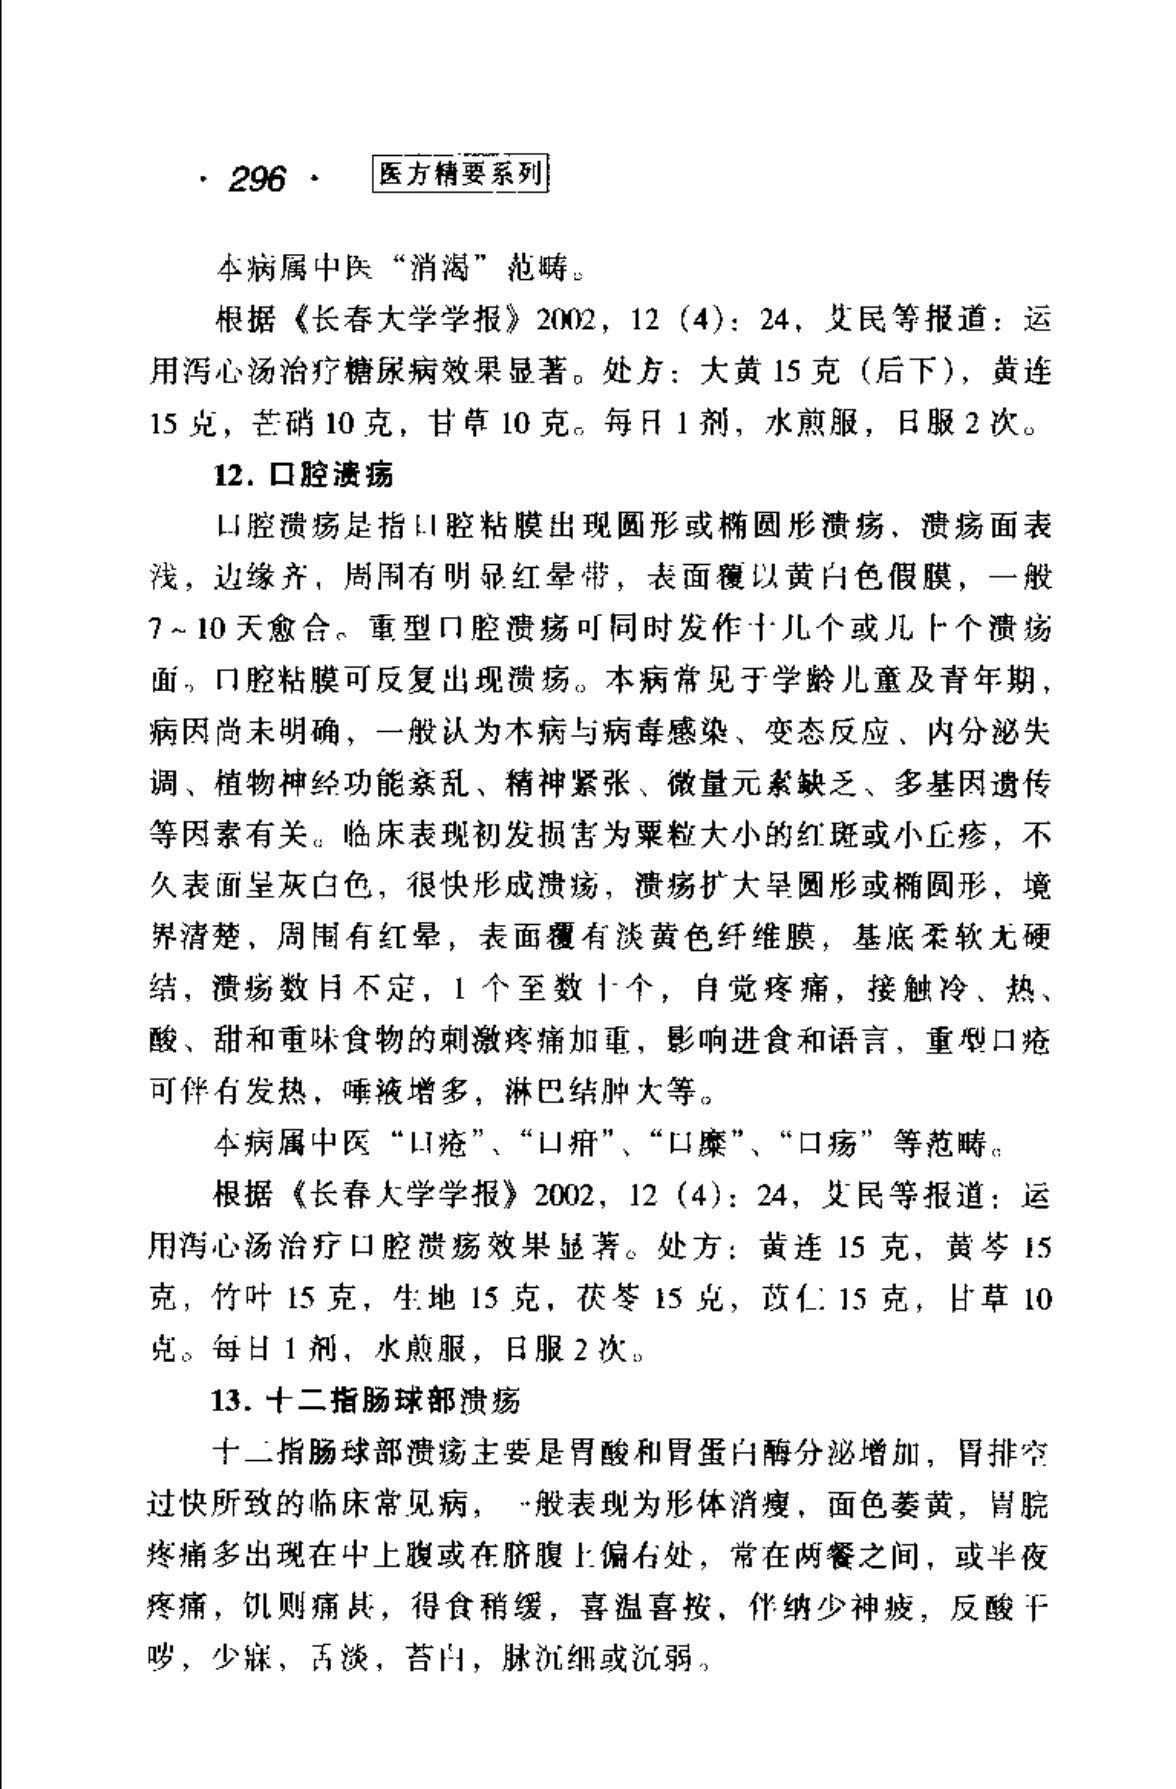 · 296 · 医方精要系列
本病属中医“消渴”范畴。
根据《长春大学学报》2002，12（4）：24，艾民等报道：运
用泻心汤治疗糖尿病效果显著。处方：大黄 15 克（后下），黄连
15 克，芒硝 10 克，甘草 10 克。每日 1 剂，水煎服，日服 2 次。
12. 口腔溃疡
口腔溃疡是指口腔粘膜出现圆形或椭圆形溃疡，溃疡面表
浅，边缘齐，周围有明显红晕带，表面覆以黄白色假膜，一般
7~10 天愈合。重型口腔溃疡可同时发作十几个或几十个溃疡
面。口腔粘膜可反复出现溃疡。本病常见于学龄儿童及青年期，
病因尚未明确，一般认为本病与病毒感染、变态反应、内分泌失
调、植物神经功能紊乱、精神紧张、微量元素缺乏、多基因遗传
等因素有关。临床表现初发损害为粟粒大小的红斑或小丘疹，不
久表面呈灰白色，很快形成溃疡，溃疡扩大呈圆形或椭圆形，境
界清楚，周围有红晕，表面覆有淡黄色纤维膜，基底柔软无硬
结，溃疡数目不定，1 个至数十个，自觉疼痛，接触冷、热、
酸、甜和重味食物的刺激疼痛加重，影响进食和语言，重型口疮
可伴有发热，唾液增多，淋巴结肿大等。
本病属中医“口疮”、“口疳”、“口糜”、“口疡”等范畴。
根据《长春大学学报》2002，12（4）：24，艾民等报道：运
用泻心汤治疗口腔溃疡效果显著。处方：黄连 15 克，黄芩 15
克，竹叶 15 克，生地 15 克，茯苓 15 克，苡仁 15 克，甘草 10
克。每日 1 剂，水煎服，日服 2 次。
13. 十二指肠球部溃疡
十二指肠球部溃疡主要是胃酸和胃蛋白酶分泌增加，胃排空
过快所致的临床常见病，一般表现为形体消瘦，面色萎黄，胃脘
疼痛多出现在中上腹或在脐腹上偏右处，常在两餐之间，或半夜
疼痛，饥则痛甚，得食稍缓，喜温喜按，伴纳少神疲，反酸干
哕，少寐，舌淡，苔白，脉沉细或沉弱。